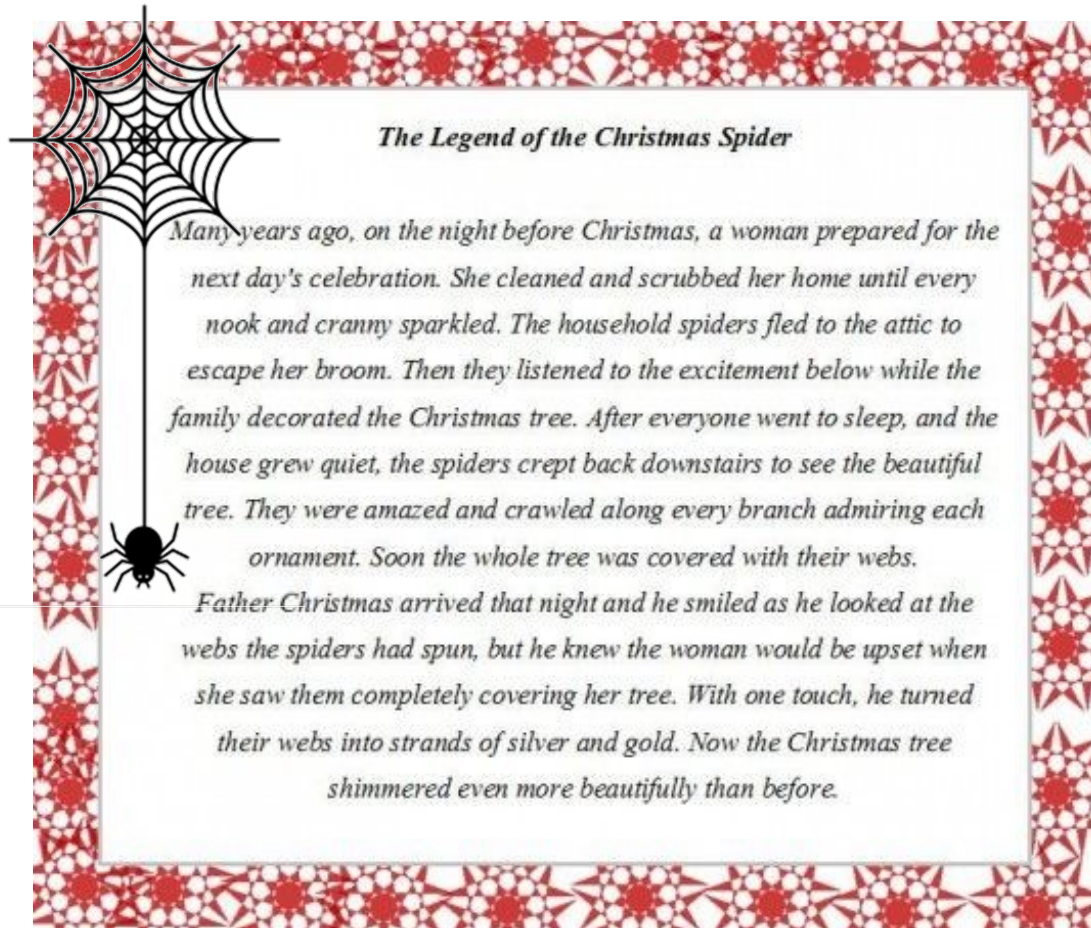 The Legend of the Christmas Spider
Many years ago, on the night before Christmas, a woman prepared for the
next day's celebration. She cleaned and scrubbed her home until every
nook and cranny sparkled. The household spiders fled to the attic to
escape her broom. Then they listened to the excitement below while the
family decorated the Christmas tree. After everyone went to sleep, and the
house grew quiet, the spiders crept back downstairs to see the beautiful
tree. They were amazed and crawled along every branch admiring each
ornament. Soon the whole tree was covered with their webs.
Father Christmas arrived that night and he smiled as he looked at the
webs the spiders had spun, but he knew the woman would be upset when
she saw them completely covering her tree. With one touch, he turned
their webs into strands of silver and gold. Now the Christmas tree
shimmered even more beautifully than before.